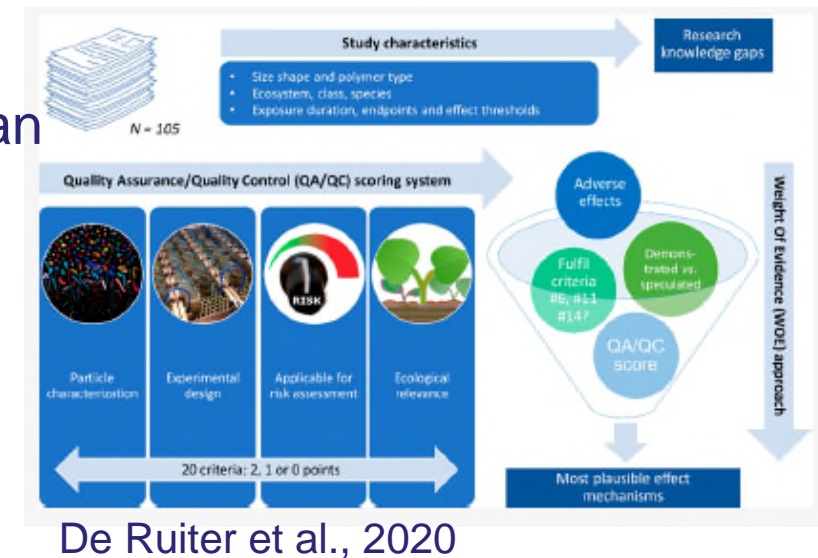 an
N = 105
Study characteristics
• Size shape and polymer type
• Ecosystem, class, species
• Exposure duration, endpoints and effect thresholds
Research
knowledge gaps
Quallity Assurance/Quality Control (QA/QC) scoring system
Particle
characterization
Experimental
design
RISK
Applicable for
risk assessment
Ecological
relevance
20 criteria: 2, 1 or 0 points
Adverse
effects
Fulfil
criteria
#6, #11
#14?
Demons-
trated vs.
speculated
QA/QC
score
Weight Of Evidence (WOE) approach
Most plausible effect
mechanisms
De Ruiter et al., 2020